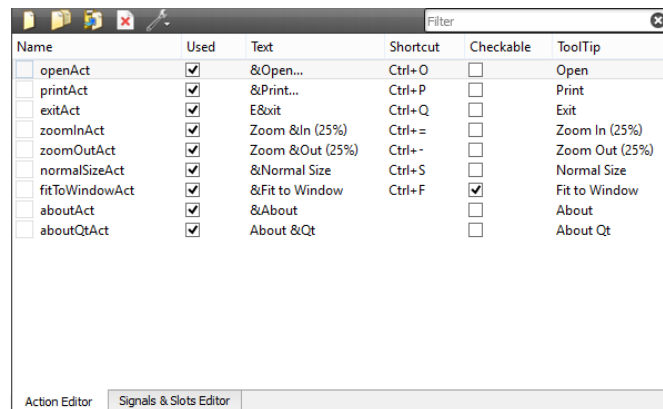 Filter
Name Used Text Shortcut Checkable ToolTip
openAct &Open... Ctrl+O Open
printAct &Print... Ctrl+P Print
exitAct E&xit Ctrl+Q Exit
zoomInAct Zoom &In (25%) Ctrl+= Zoom In (25%)
zoomOutAct Zoom &Out (25%) Ctrl+- Zoom Out (25%)
normalSizeAct &Normal Size Ctrl+S Normal Size
fitToWindowAct &Fit to Window Ctrl+F Fit to Window
aboutAct &About About
aboutQtAct About &Qt About Qt
Action Editor Signals & Slots Editor